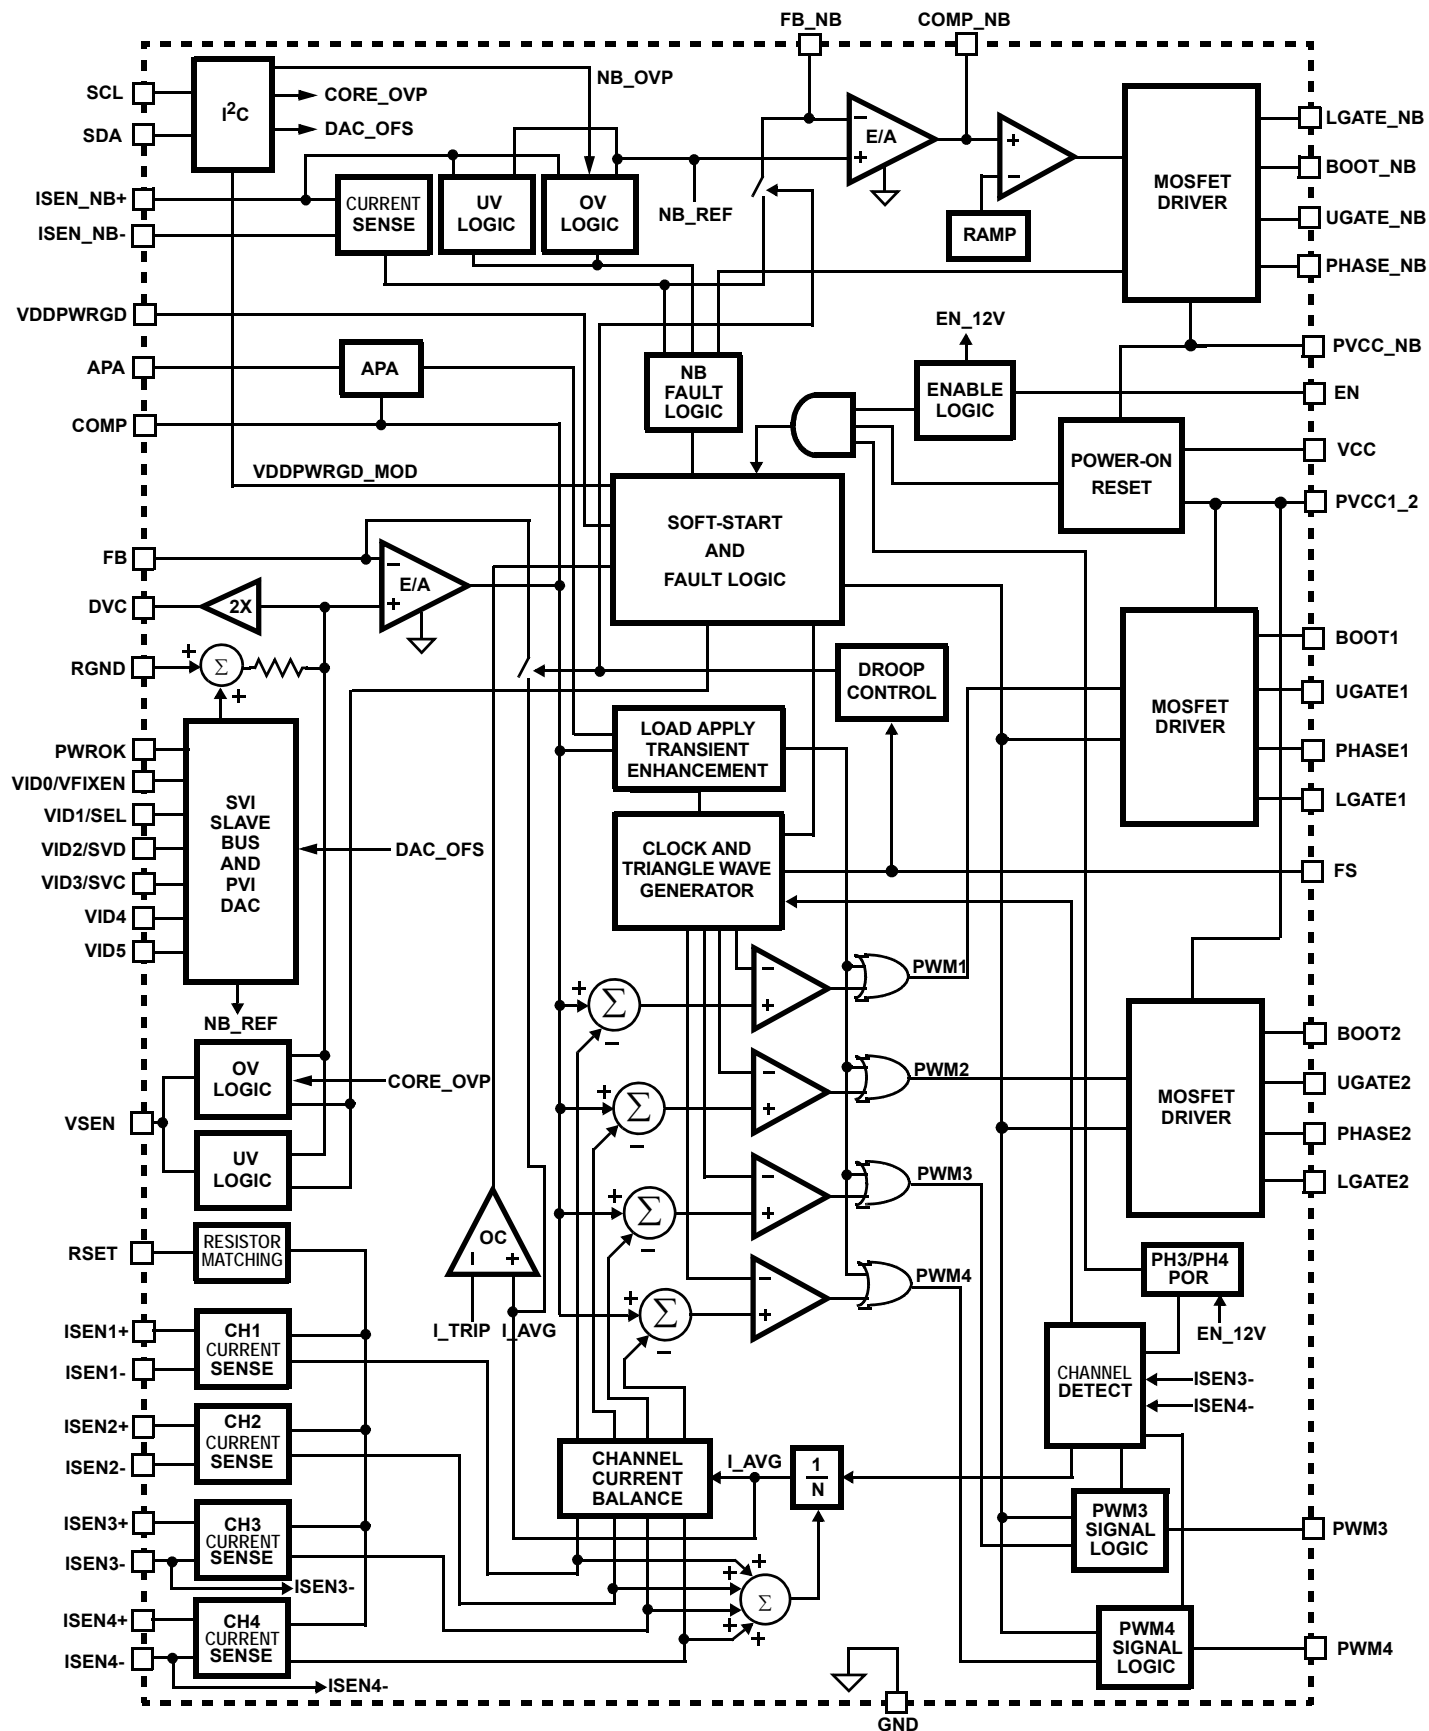 FB_NB
COMP_NB
SCL
SDA
I2C
CORE_OVP
DAC_OFS
NB_OVP
ISEN_NB+
ISEN_NB-
CURRENT
SENSE
UV
LOGIC
OV
LOGIC
NB_REF
−
E/A
+
+
−
RAMP
MOSFET
DRIVER
LGATE_NB
BOOT_NB
UGATE_NB
PHASE_NB
VDDPWRGD
APA
APA
COMP
VDDPWRGD_MOD
NB
FAULT
LOGIC
EN_12V
ENABLE
LOGIC
POWER-ON
RESET
PVCC_NB
EN
VCC
PVCC1_2
SOFT-START
AND
FAULT LOGIC
FB
DVC
2X
−
E/A
+
RGND
+
Σ
+
DROOP
CONTROL
MOSFET
DRIVER
BOOT1
UGATE1
PHASE1
LGATE1
PWROK
VID0/VFIXEN
VID1/SEL
VID2/SVD
VID3/SVC
VID4
VID5
SVI
SLAVE
BUS
AND
PVI
DAC
DAC_OFS
NB_REF
LOAD APPLY
TRANSIENT
ENHANCEMENT
CLOCK AND
TRIANGLE WAVE
GENERATOR
FS
+
Σ
−
−
+
PWM1
+
Σ
−
−
+
PWM2
+
Σ
−
−
+
PWM3
+
Σ
−
−
+
PWM4
VSEN
OV
LOGIC
CORE_OVP
UV
LOGIC
MOSFET
DRIVER
BOOT2
UGATE2
PHASE2
LGATE2
RSET
RESISTOR
MATCHING
OC
−
+
I_TRIP
I_AVG
PH3/PH4
POR
EN_12V
CHANNEL
DETECT
ISEN3-
ISEN4-
ISEN1+
ISEN1-
CH1
CURRENT
SENSE
ISEN2+
ISEN2-
CH2
CURRENT
SENSE
ISEN3+
ISEN3-
CH3
CURRENT
SENSE
ISEN3-
ISEN4+
ISEN4-
CH4
CURRENT
SENSE
ISEN4-
CHANNEL
CURRENT
BALANCE
I_AVG
1
N
+
+
Σ
+
+
PWM3
SIGNAL
LOGIC
PWM3
PWM4
SIGNAL
LOGIC
PWM4
GND